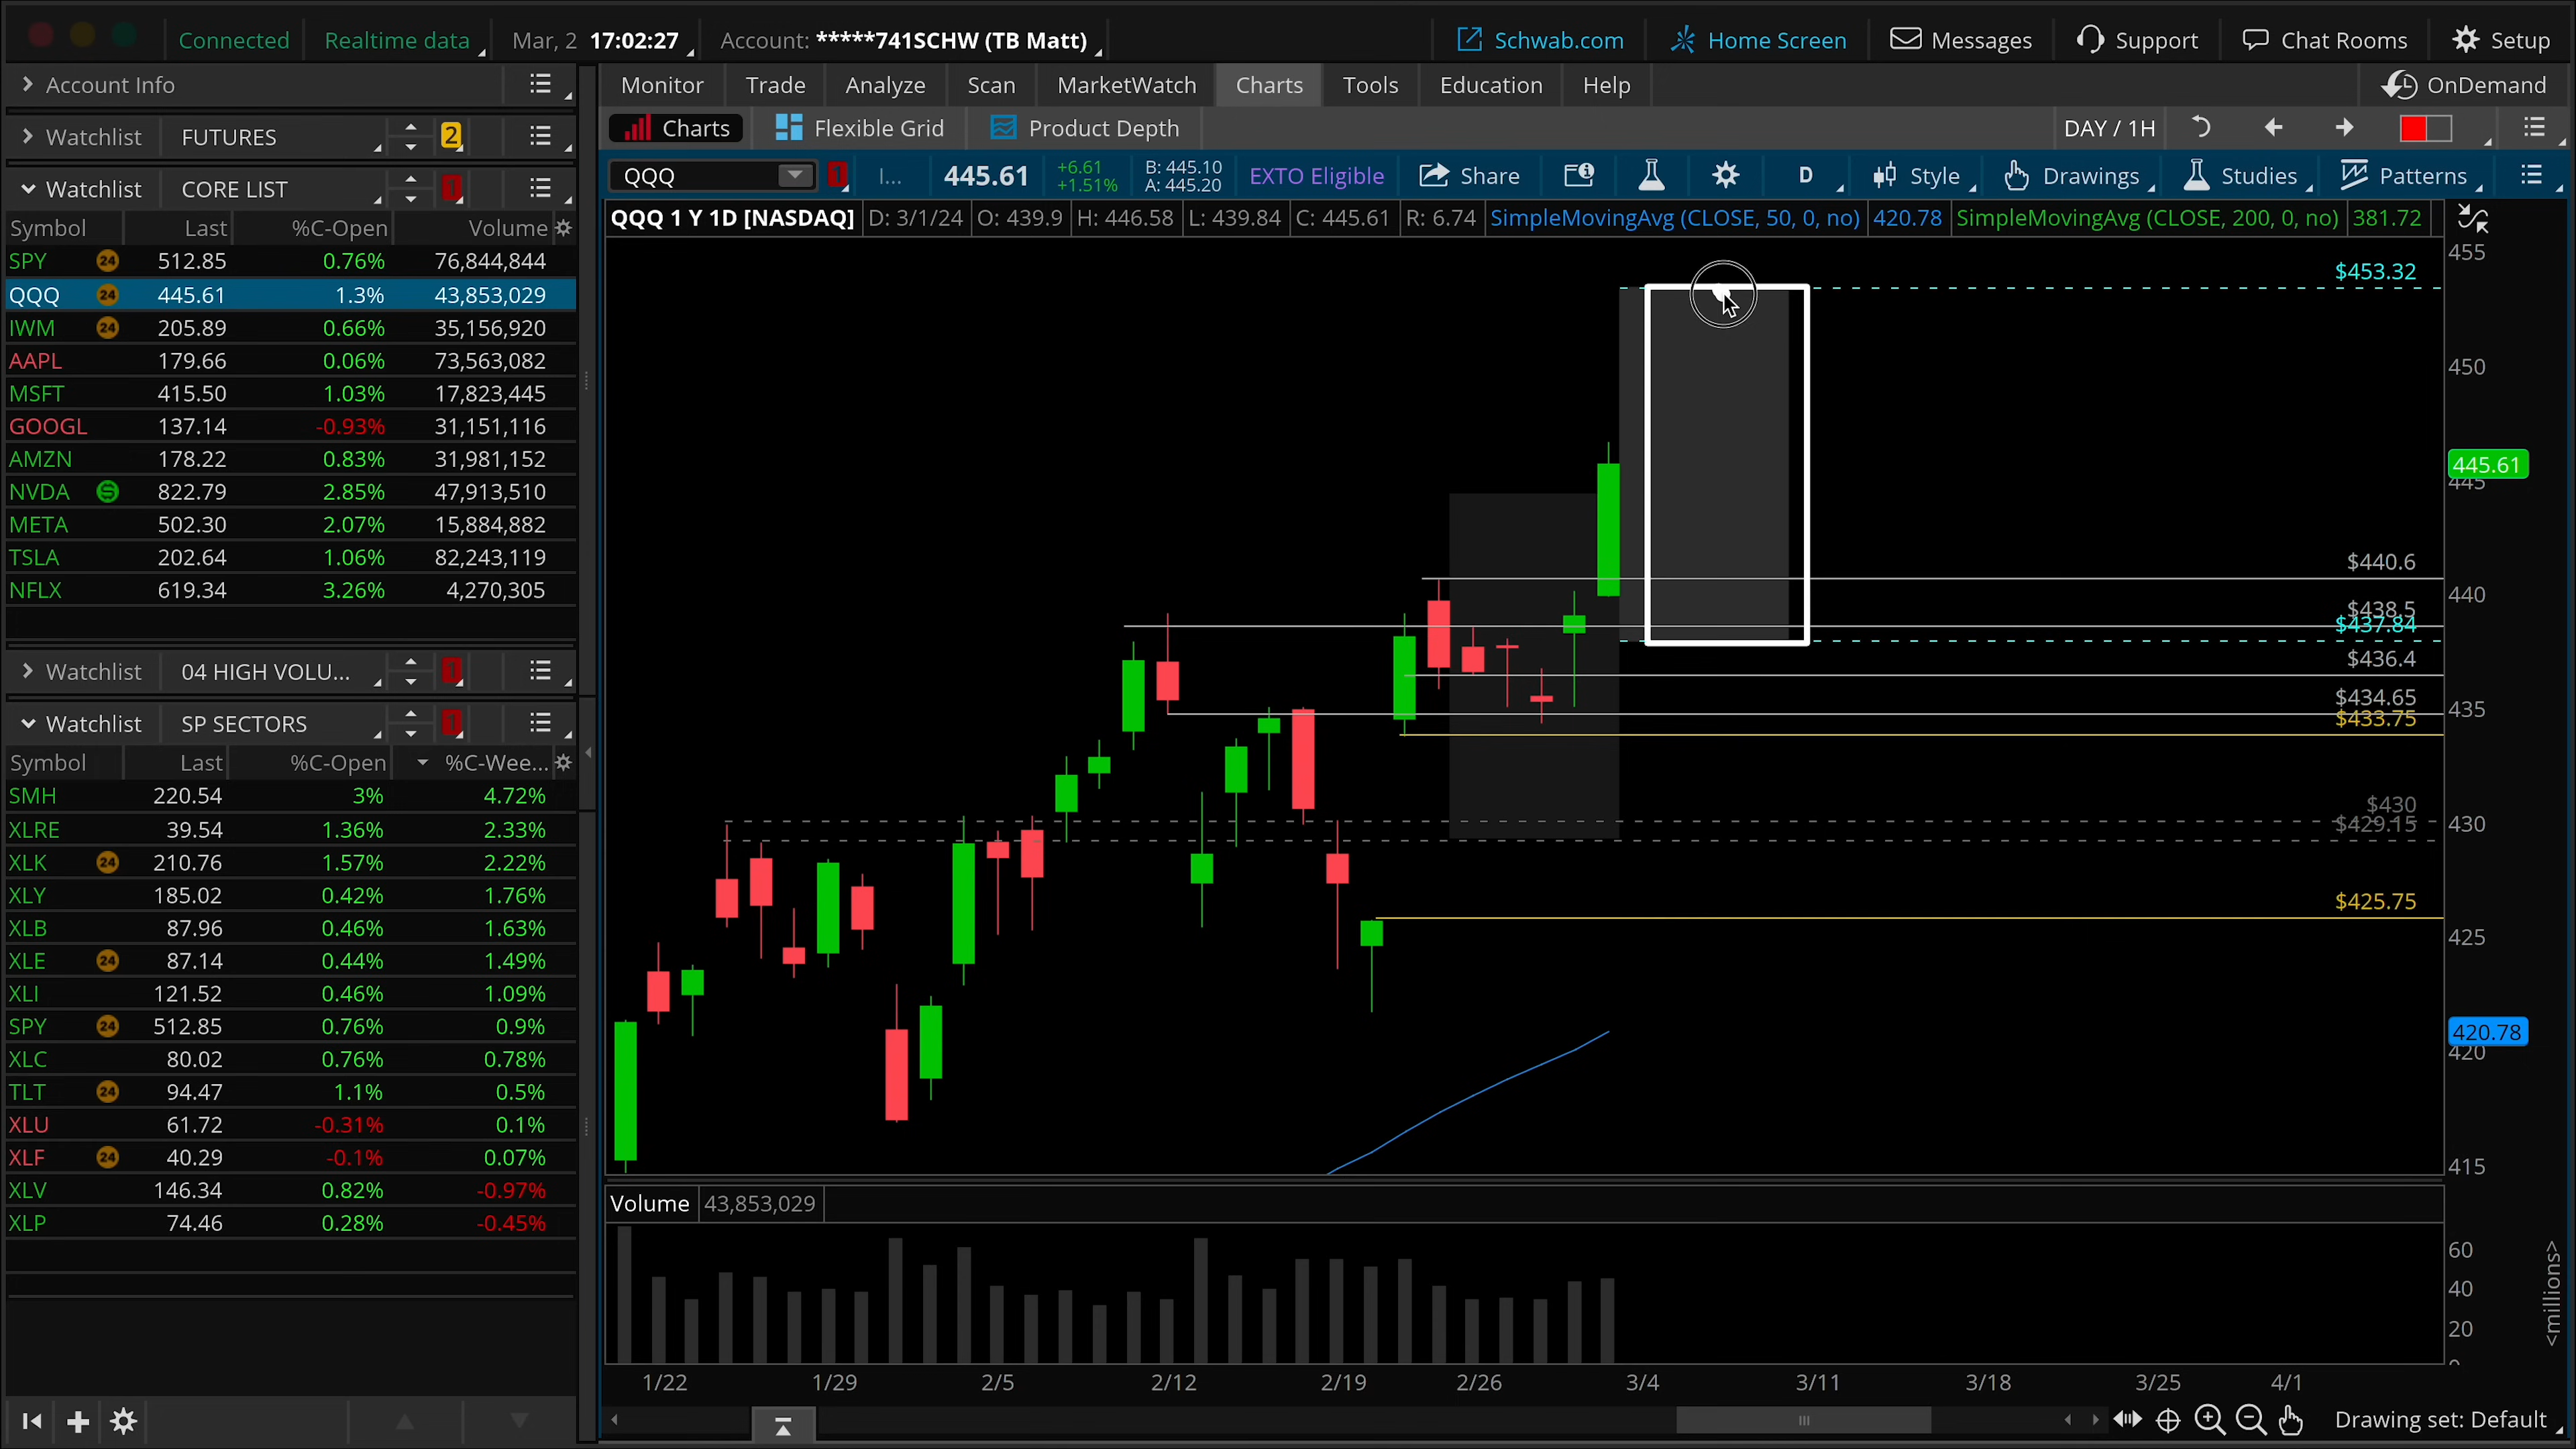 Connected Realtime data Mar, 2 17:02:27 Account: *****741SCHW (TB Matt) Schwab.com Home Screen Messages Support Chat Rooms Setup
Account Info
Monitor Trade Analyze Scan MarketWatch Charts Tools Education Help OnDemand
Watchlist FUTURES 2
Charts Flexible Grid Product Depth DAY / 1H
Watchlist CORE LIST 1
QQQ 1 I... 445.61 +6.61 +1.51% B: 445.10 A: 445.20 EXTO Eligible Share D Style Drawings Studies Patterns
QQQ 1 Y 1D [NASDAQ] D: 3/1/24 O: 439.9 H: 446.58 L: 439.84 C: 445.61 R: 6.74 SimpleMovingAvg (CLOSE, 50, 0, no) 420.78 SimpleMovingAvg (CLOSE, 200, 0, no) 381.72
Symbol Last %C-Open Volume
SPY 24 512.85 0.76% 76,844,844
QQQ 24 445.61 1.3% 43,853,029
IWM 24 205.89 0.66% 35,156,920
AAPL 179.66 0.06% 73,563,082
MSFT 415.50 1.03% 17,823,445
GOOGL 137.14 -0.93% 31,151,116
AMZN 178.22 0.83% 31,981,152
NVDA 822.79 2.85% 47,913,510
META 502.30 2.07% 15,884,882
TSLA 202.64 1.06% 82,243,119
NFLX 619.34 3.26% 4,270,305
Watchlist 04 HIGH VOLU... 1
Watchlist SP SECTORS 1
Symbol Last %C-Open %C-Wee...
SMH 220.54 3% 4.72%
XLRE 39.54 1.36% 2.33%
XLK 24 210.76 1.57% 2.22%
XLY 185.02 0.42% 1.76%
XLB 87.96 0.46% 1.63%
XLE 24 87.14 0.44% 1.49%
XLI 121.52 0.46% 1.09%
SPY 24 512.85 0.76% 0.9%
XLC 80.02 0.76% 0.78%
TLT 24 94.47 1.1% 0.5%
XLU 61.72 -0.31% 0.1%
XLF 24 40.29 -0.1% 0.07%
XLV 146.34 0.82% -0.97%
XLP 74.46 0.28% -0.45%
455
$453.32
450
445.61
445
$440.6
440
$438.5
$437.84
$436.4
$434.65
435
$433.75
$430
430
$429.15
$425.75
425
420.78
420
415
Volume 43,853,029
60
40
20
0
<millions>
1/22 1/29 2/5 2/12 2/19 2/26 3/4 3/11 3/18 3/25 4/1
Drawing set: Default